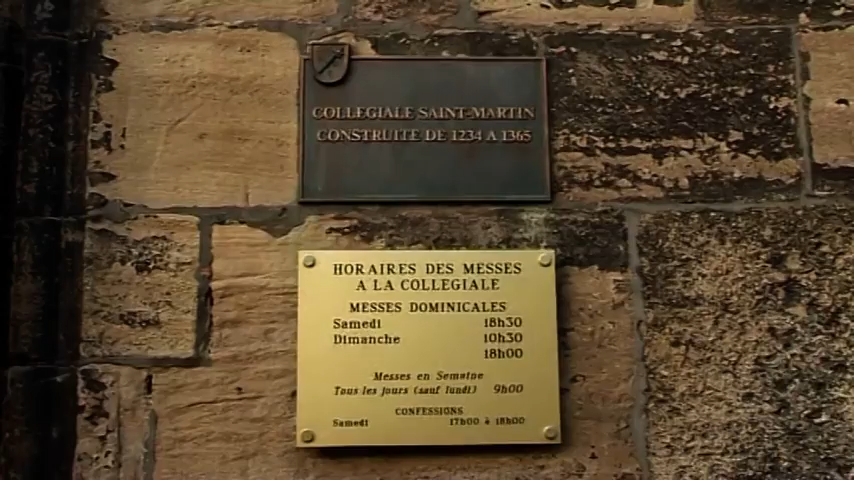 COLLEGIALE SAINT-MARTIN
CONSTRUITE DE 1234 A 1365
HORAIRES DES MESSES
A LA COLLEGIALE
MESSES DOMINICALES
SAMEDI 18h30
DIMANCHE 10h30
18h00
MESSES EN SEMAINE
TOUS LES JOURS (sauf lundi) 9h00
CONFESSIONS
SAMEDI 17h00 à 18h00